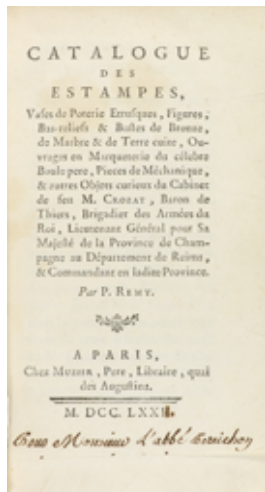 CATALOGUE
DES
ESTAMPES,
Vases de Poterie Etrusques, Figures,
Bas-reliefs & Bustes de Bronze,
de Marbre & de Terre cuite, Ou-
vrages en Marqueterie du célebre
Boule pere, Pieces de Méchanique,
& autres Objets curieux du Cabinet
de feu M. CROZAT, Baron de
Thiers, Brigadier des Armées du
Roi, Lieutenant Général pour Sa
Majesté de la Province de Cham-
pagne au Département de Reims,
& Commandant en ladite Province.
Par P. REMY.
A PARIS,
Chez MUSIER, Pere, Libraire, quai
des Augustins.
M. DCC. LXXII.
Pour Monsieur L'abbé